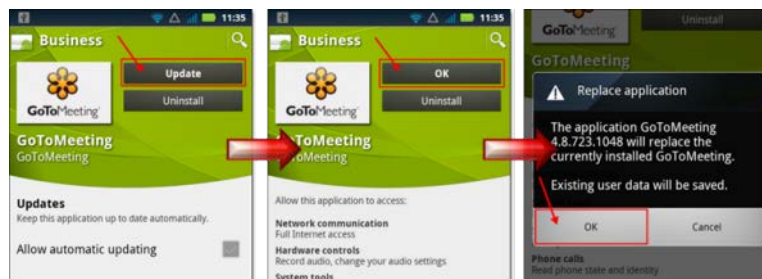 11:35
Business
Update
Uninstall
GoToMeeting
GoToMeeting
GoToMeeting
Updates
Keep this application up to date automatically.
Allow automatic updating
11:35
Business
OK
Uninstall
GoToMeeting
ToMeeting
oMeeting
Allow this application to access:
Network communication
Full Internet access
Hardware controls
Record audio, change your audio settings
System tools
Uninstall
GoToMeeting
GoToMeeting
Replace application
The application GoToMeeting
4.8.723.1048 will replace the
currently installed GoToMeeting.
Existing user data will be saved.
OK
Cancel
Phone calls
Read phone state and identity